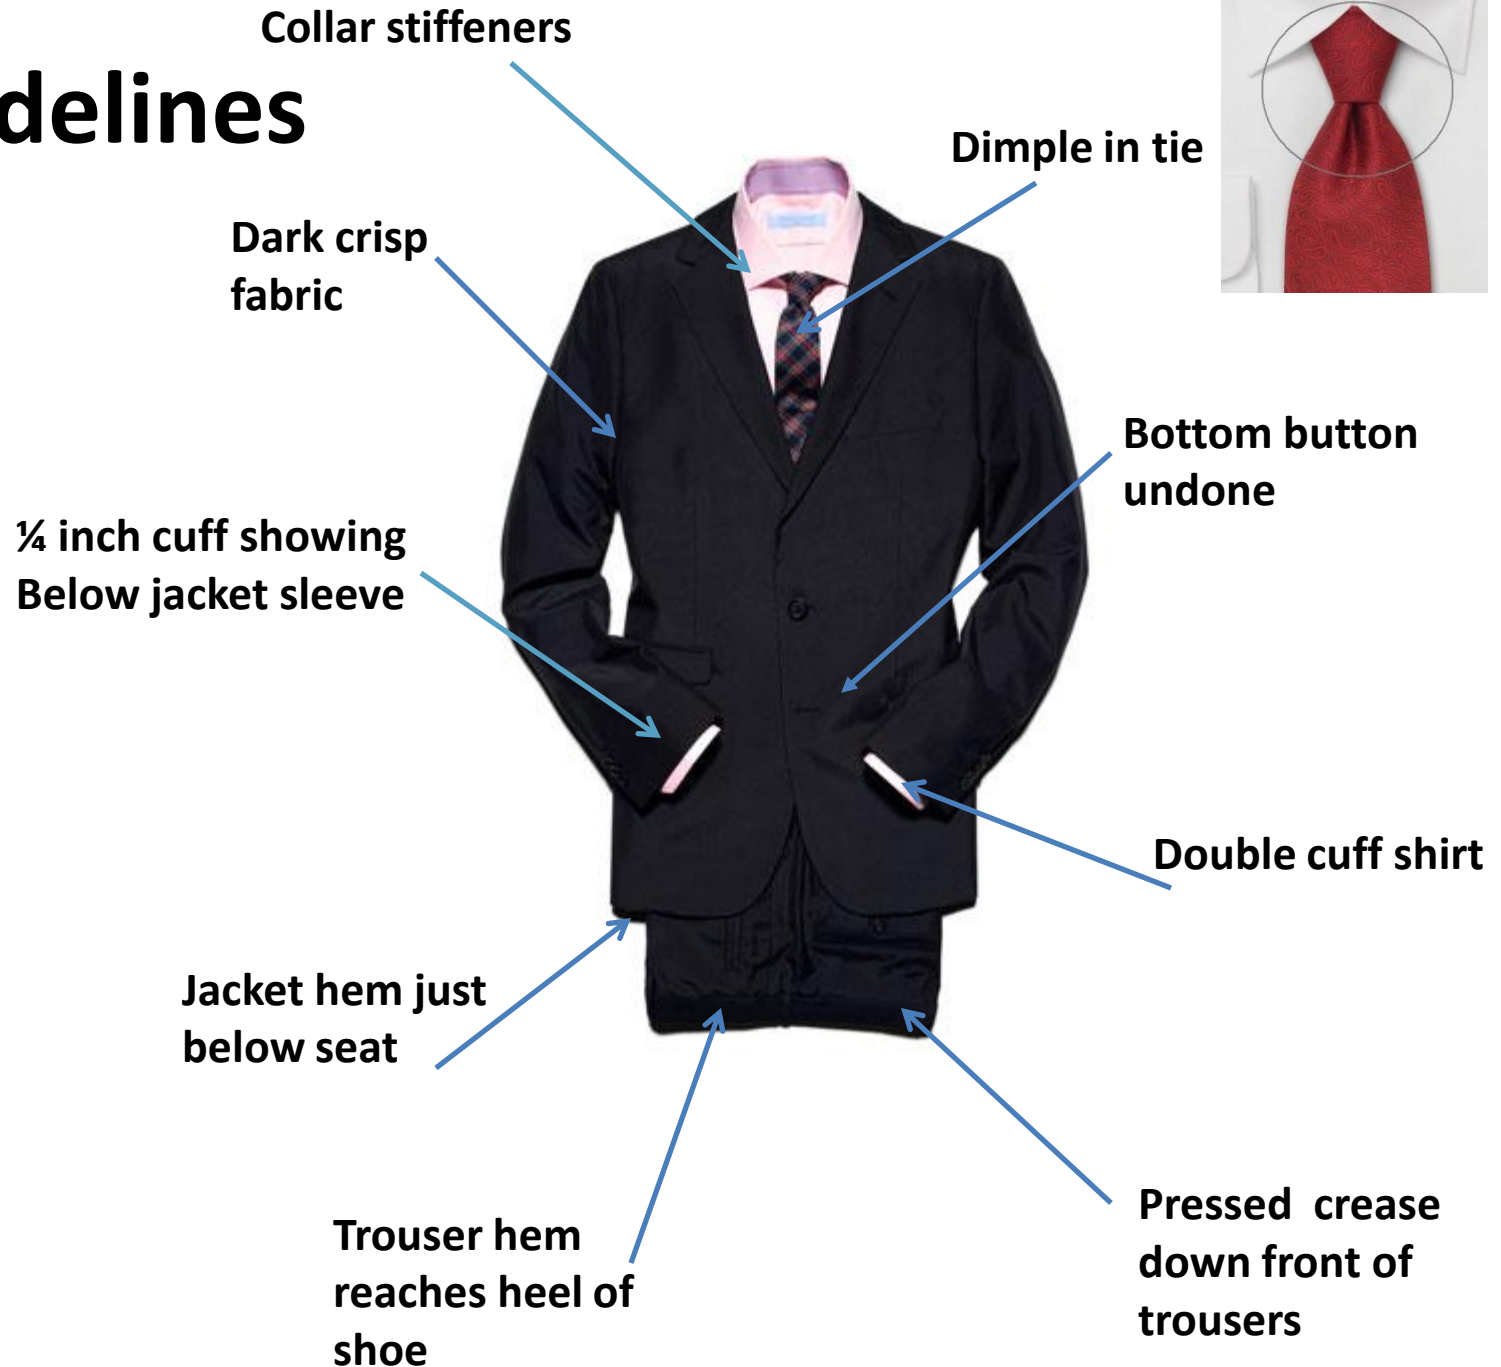 Collar stiffeners
delines
Dimple in tie
Dark crisp
fabric
Bottom button
undone
¼ inch cuff showing
Below jacket sleeve
Double cuff shirt
Jacket hem just
below seat
Pressed  crease
down front of
trousers
Trouser hem
reaches heel of
shoe